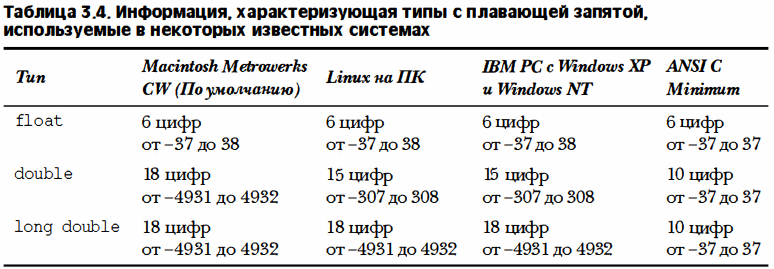 Таблица 3.4. Информация, характеризующая типы с плавающей запятой,
используемые в некоторых известных системах
Тип
Macintosh Metrowerks
CW (По умолчанию)
Linux на ПК
IBM PC с Windows XP
и Windows NT
ANSI C
Minimum
float
6 цифр
от –37 до 38
6 цифр
от –37 до 38
6 цифр
от –37 до 38
6 цифр
от –37 до 37
double
18 цифр
от –4931 до 4932
15 цифр
от –307 до 308
15 цифр
от –307 до 308
10 цифр
от –37 до 37
long double
18 цифр
от –4931 до 4932
18 цифр
от –4931 до 4932
18 цифр
от –4931 до 4932
10 цифр
от –37 до 37